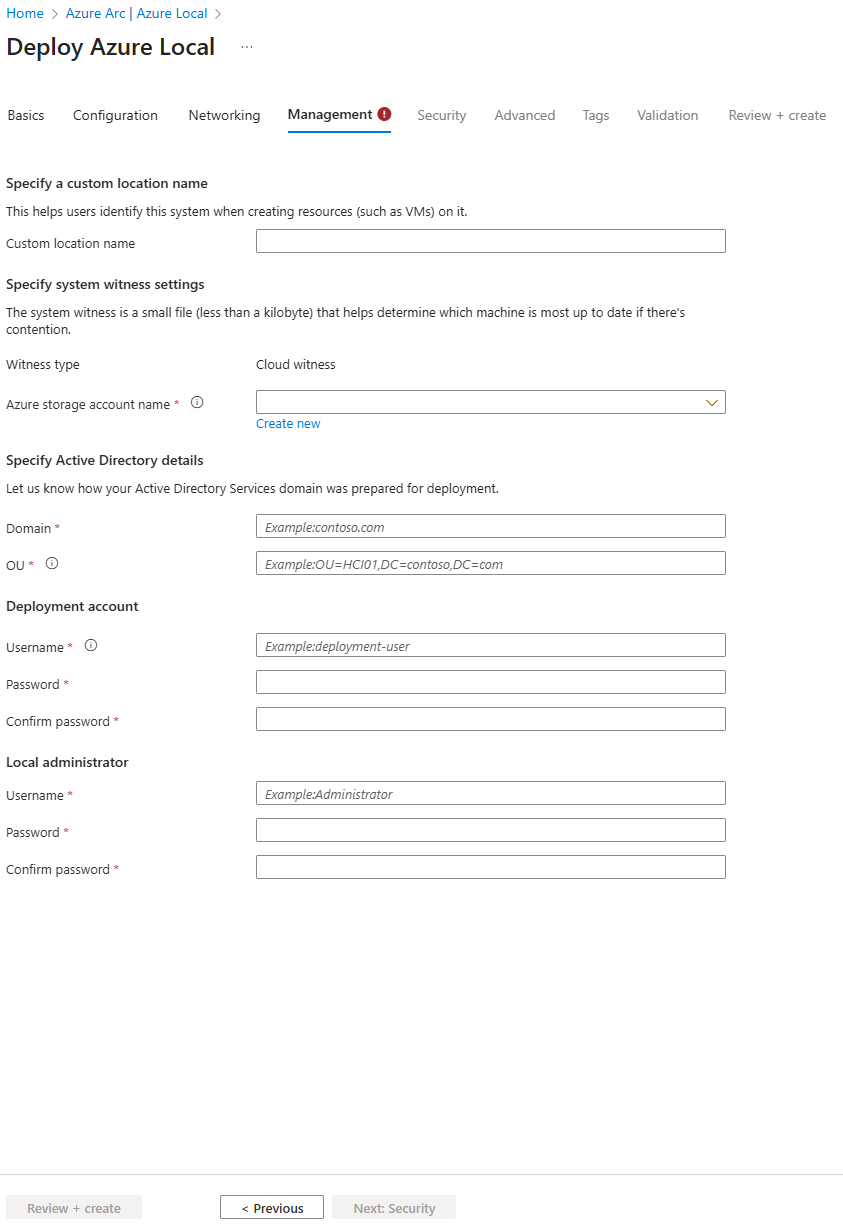 Home > Azure Arc | Azure Local >
Deploy Azure Local ...
Basics Configuration Networking Management Security Advanced Tags Validation Review + create
Specify a custom location name
This helps users identify this system when creating resources (such as VMs) on it.
Custom location name
Specify system witness settings
The system witness is a small file (less than a kilobyte) that helps determine which machine is most up to date if there's
contention.
Witness type Cloud witness
Azure storage account name *
Create new
Specify Active Directory details
Let us know how your Active Directory Services domain was prepared for deployment.
Domain * Example:contoso.com
OU * Example:OU=HCI01,DC=contoso,DC=com
Deployment account
Username * Example:deployment-user
Password *
Confirm password *
Local administrator
Username * Example:Administrator
Password *
Confirm password *
Review + create < Previous Next: Security